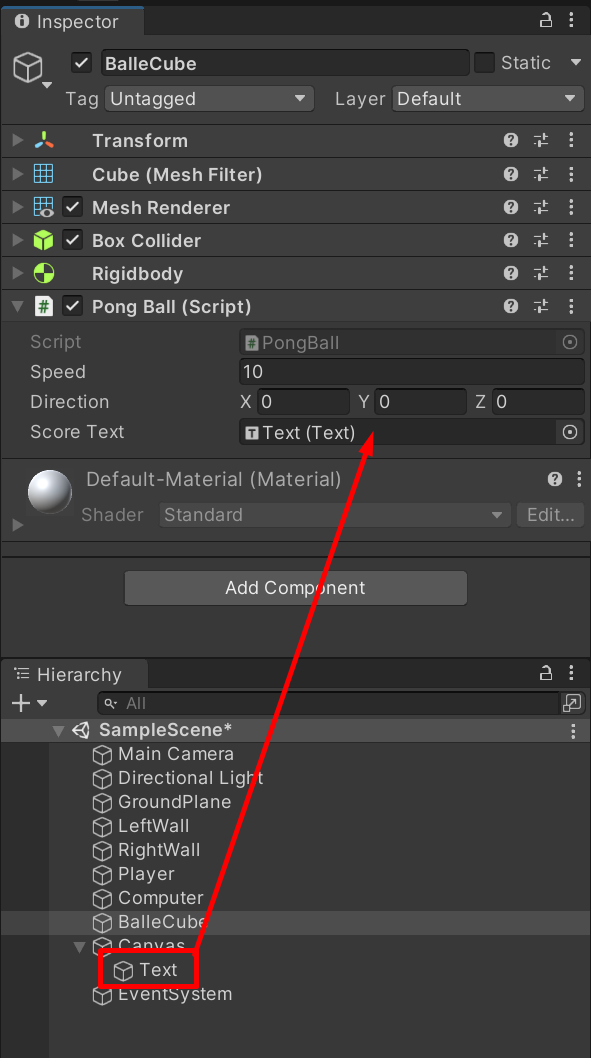 Inspector
BalleCube
Static
Tag Untagged Layer Default
Transform
Cube (Mesh Filter)
Mesh Renderer
Box Collider
Rigidbody
# Pong Ball (Script)
Script # PongBall
Speed 10
Direction X 0 Y 0 Z 0
Score Text T Text (Text)
Default-Material (Material)
Shader Standard Edit...
Add Component
Hierarchy
All
SampleScene*
Main Camera
Directional Light
GroundPlane
LeftWall
RightWall
Player
Computer
BalleCube
Canvas
Text
EventSystem